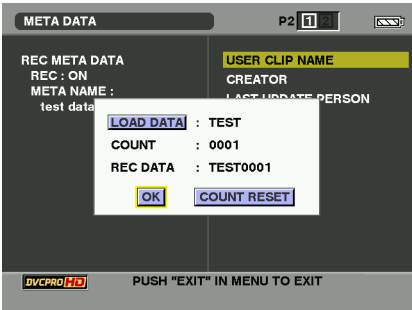 META DATA P2 1 2
REC META DATA
REC : ON
META NAME :
test data
USER CLIP NAME
CREATOR
LAST UPDATE PERSON
LOAD DATA : TEST
COUNT : 0001
REC DATA : TEST0001
OK COUNT RESET
DVCPRO HD PUSH "EXIT" IN MENU TO EXIT